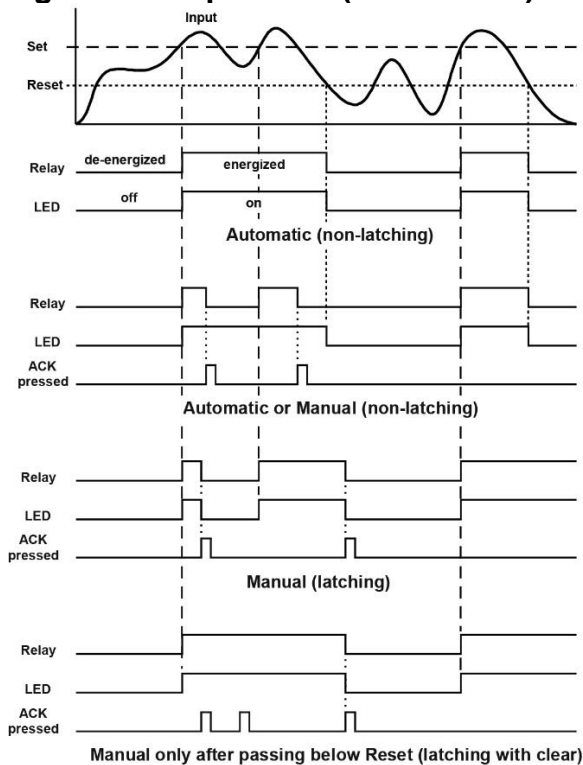 Input
Set
Reset
Relay
de-energized
energized
LED
off
on
Automatic (non-latching)
Relay
LED
ACK
pressed
Automatic or Manual (non-latching)
Relay
LED
ACK
pressed
Manual (latching)
Relay
LED
ACK
pressed
Manual only after passing below Reset (latching with clear)